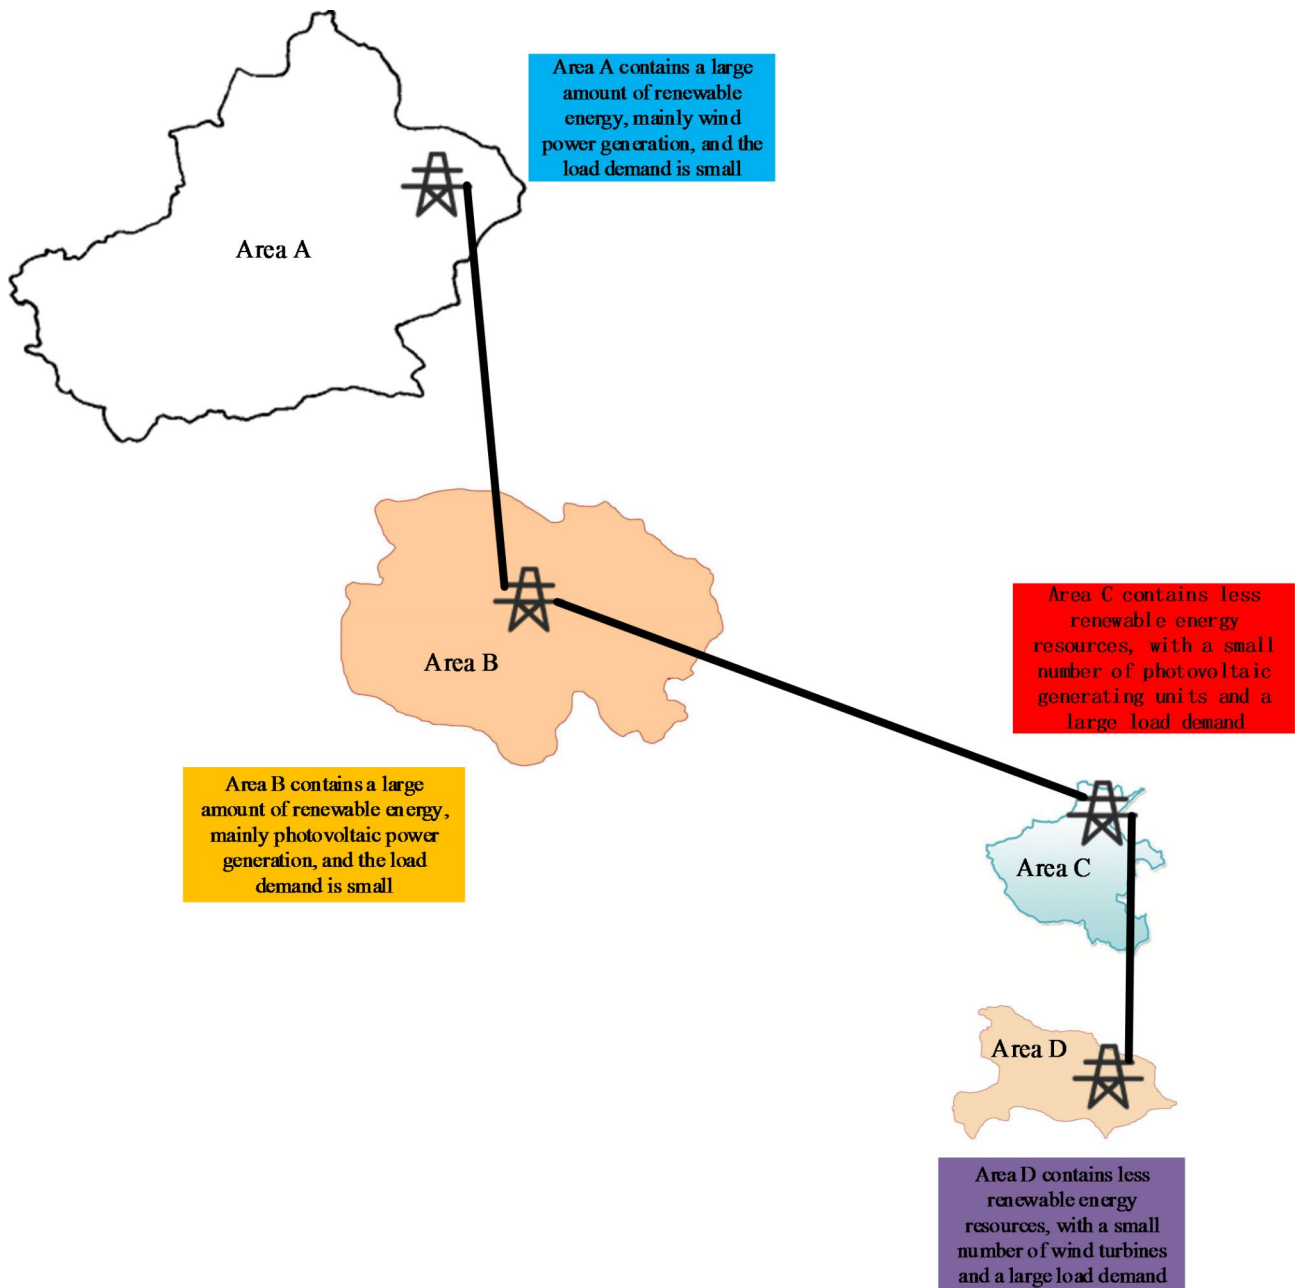 Area A contains a large
amount of renewable
energy, mainly wind
power generation, and the
load demand is small
Area A
Area B
Area B contains a large
amount of renewable energy,
mainly photovoltaic power
generation, and the load
demand is small
Area C contains less
renewable energy
resources, with a small
number of photovoltaic
generating units and a
large load demand
Area C
Area D
Area D contains less
renewable energy
resources, with a small
number of wind turbines
and a large load demand